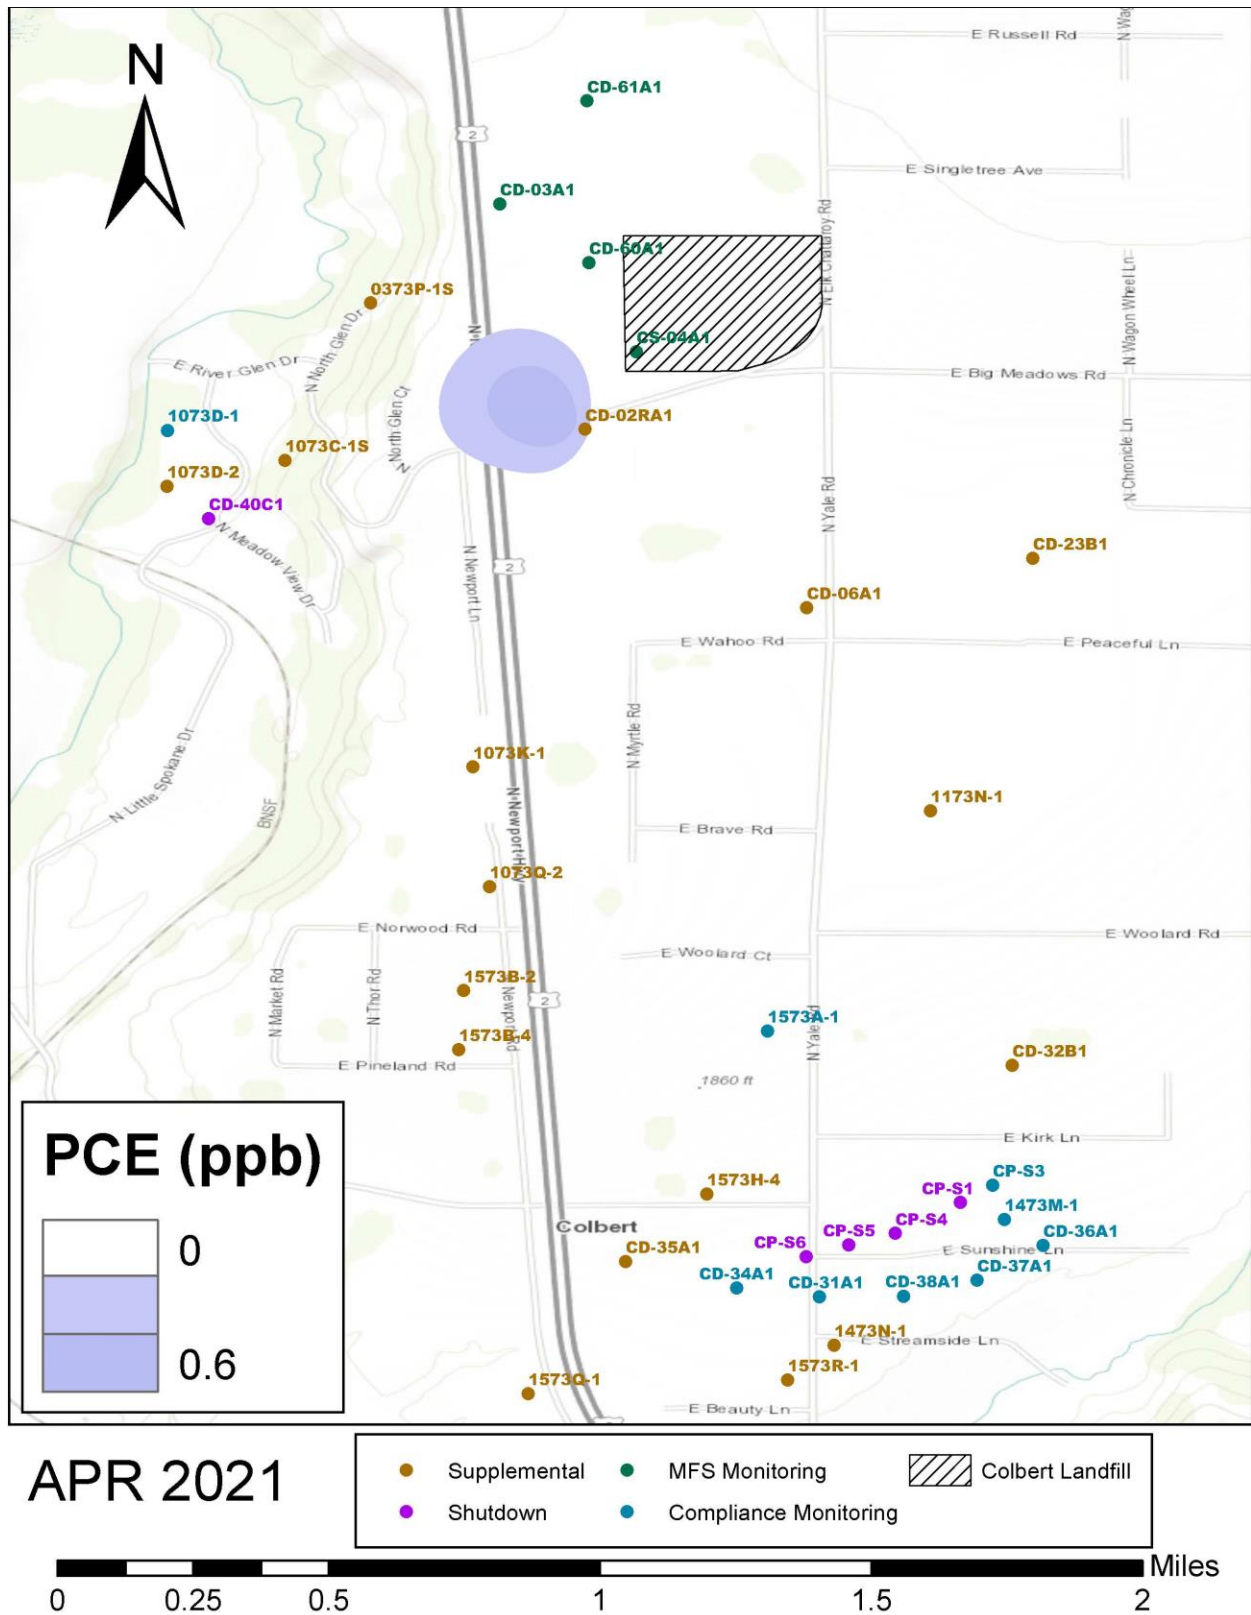 N
CD-61A1
E Russell Rd
N Wag
2
E Singletree Ave
CD-03A1
CD-60A1
N Elk Chattaroy Rd
0373P-1S
N Wagon Wheel Ln
CS-04A1
E River Glen Dr
N North Glen Dr
E Big Meadows Rd
1073D-1
North Glen Ct
N
CD-02RA1
1073C-1S
N Chronicle Ln
1073D-2
CD-40C1
N Yale Rd
N Meadow View Dr
N Newport Ln
2
CD-23B1
CD-06A1
E Wahoo Rd
E Peaceful Ln
N Myrtle Rd
1073K-1
N Little Spokane Dr
BNSF
N Newport Hwy
1173N-1
E Brave Rd
1073Q-2
E Norwood Rd
E Woolard Rd
E Woolard Ct
N Market Rd
N Thor Rd
1573B-2
Newport Rd
2
1573A-1
N Yale Rd
1573B-4
E Pineland Rd
CD-32B1
1860 ft
E Kirk Ln
PCE (ppb)
0
0.6
1573H-4
Colbert
CP-S3
CP-S1
1473M-1
CP-S4
CP-S5
CD-36A1
CP-S6
E Sunshine Ln
CD-35A1
CD-34A1
CD-31A1
CD-38A1
CD-37A1
1473N-1
E Streamside Ln
1573R-1
1573Q-1
E Beauty Ln
APR 2021
Supplemental
MFS Monitoring
Colbert Landfill
Shutdown
Compliance Monitoring
Miles
0 0.25 0.5 1 1.5 2